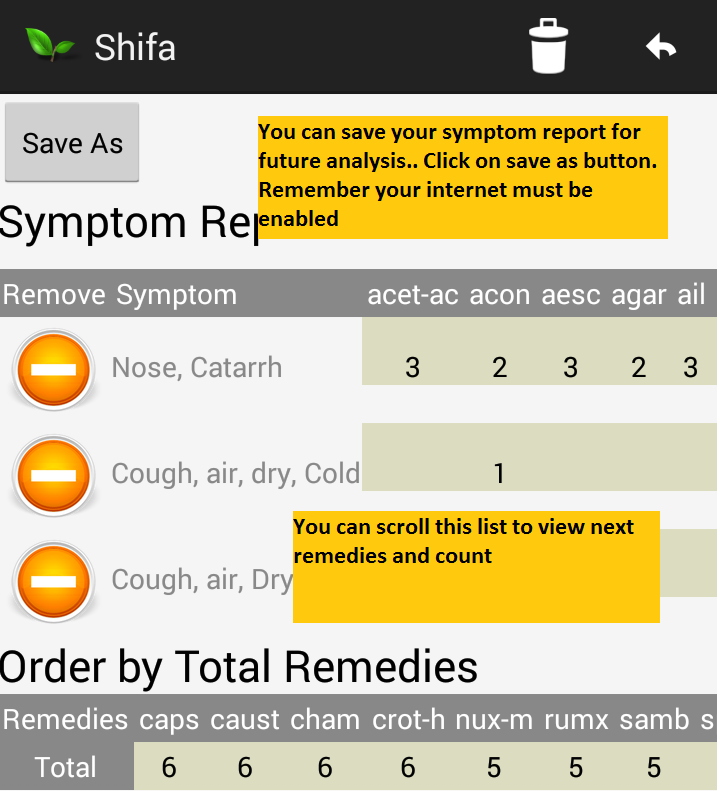 Shifa
Save As
You can save your symptom report for
future analysis.. Click on save as button.
Remember your internet must be
enabled
Symptom Rep
Remove Symptom acet-ac acon aesc agar ail
Nose, Catarrh 3 2 3 2 3
Cough, air, dry, Cold 1
You can scroll this list to view next
remedies and count
Cough, air, Dry
Order by Total Remedies
Remedies caps caust cham crot-h nux-m rumx samb s
Total 6 6 6 6 5 5 5